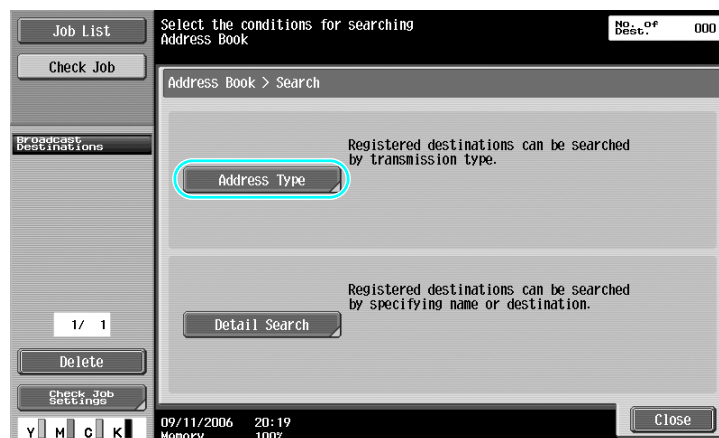 Job List
Check Job
Broadcast
Destinations
1/ 1
Delete
Check Job
Settings
Y M C K
Select the conditions for searching
Address Book
No. of
Dest.
000
Address Book > Search
Registered destinations can be searched
by transmission type.
Address Type
Registered destinations can be searched
by specifying name or destination.
Detail Search
09/11/2006 20:19
Memory 100%
Close